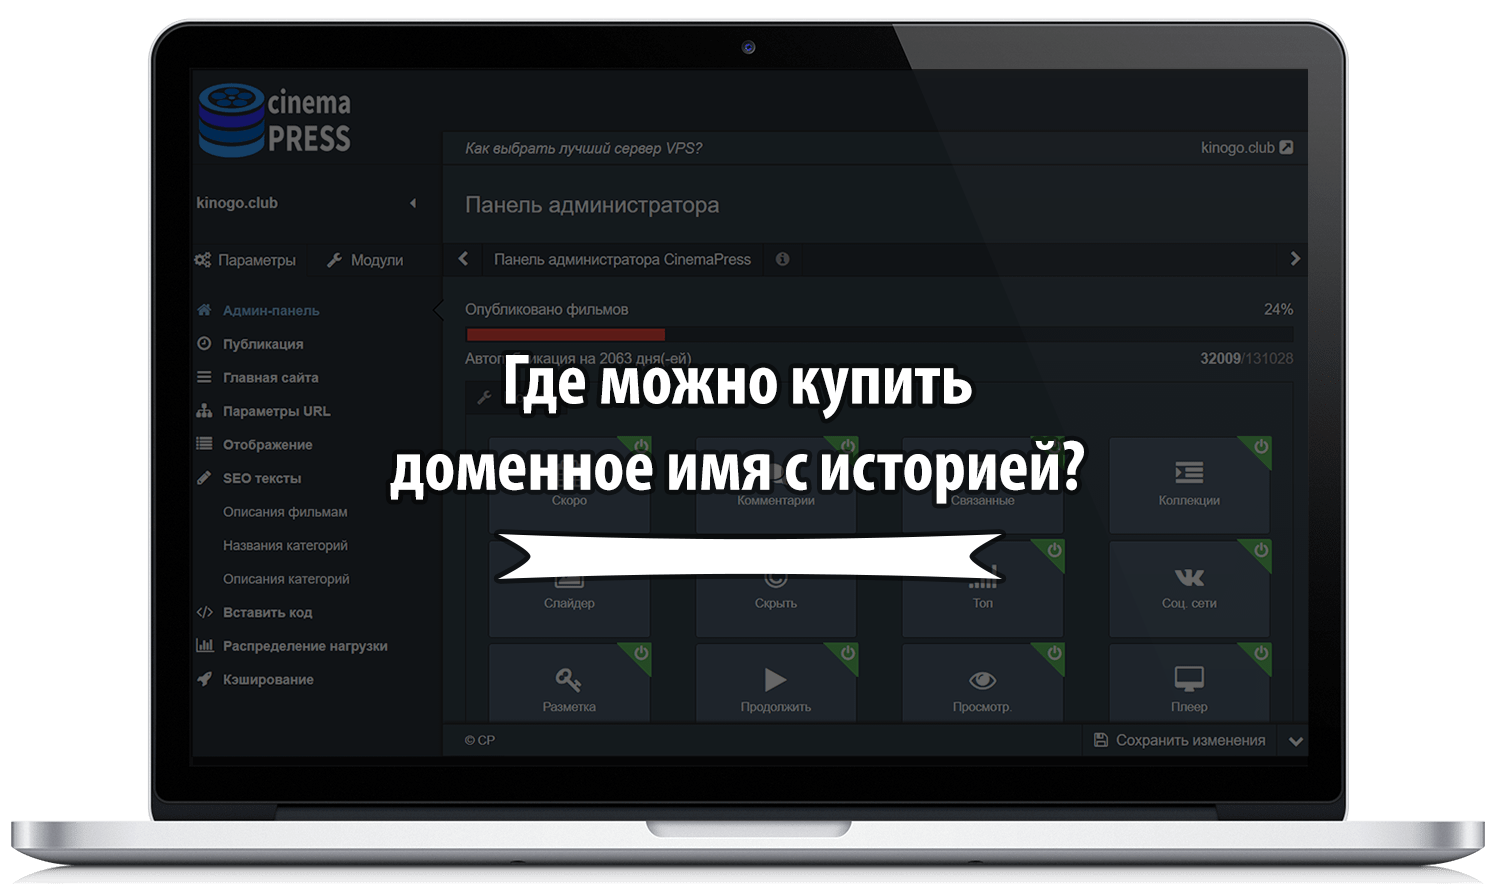 cinema
PRESS
Как выбрать лучший сервер VPS?
kinogo.club
kinogo.club
Панель администратора
Параметры
Модули
Панель администратора CinemaPress
Админ-панель
Публикация
Главная сайта
Параметры URL
Отображение
SEO тексты
Описания фильмам
Названия категорий
Описания категорий
Вставить код
Распределение нагрузки
Кэширование
Опубликовано фильмов
24%
Автопубликация на 2063 дня(-ей)
32009/131028
Где можно купить
доменное имя с историей?
Скоро
Комментарии
Связанные
Коллекции
Слайдер
Скрыть
Топ
Соц. сети
Разметка
Продолжить
Просмотр.
Плеер
© CP
Сохранить изменения